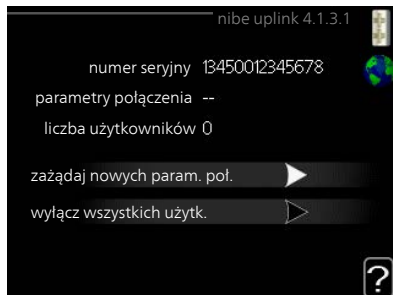 nibe uplink 4.1.3.1
numer seryjny 13450012345678
parametry połączenia --
liczba użytkowników 0
zażądaj nowych param. poł.
wyłącz wszystkich użytk.
?